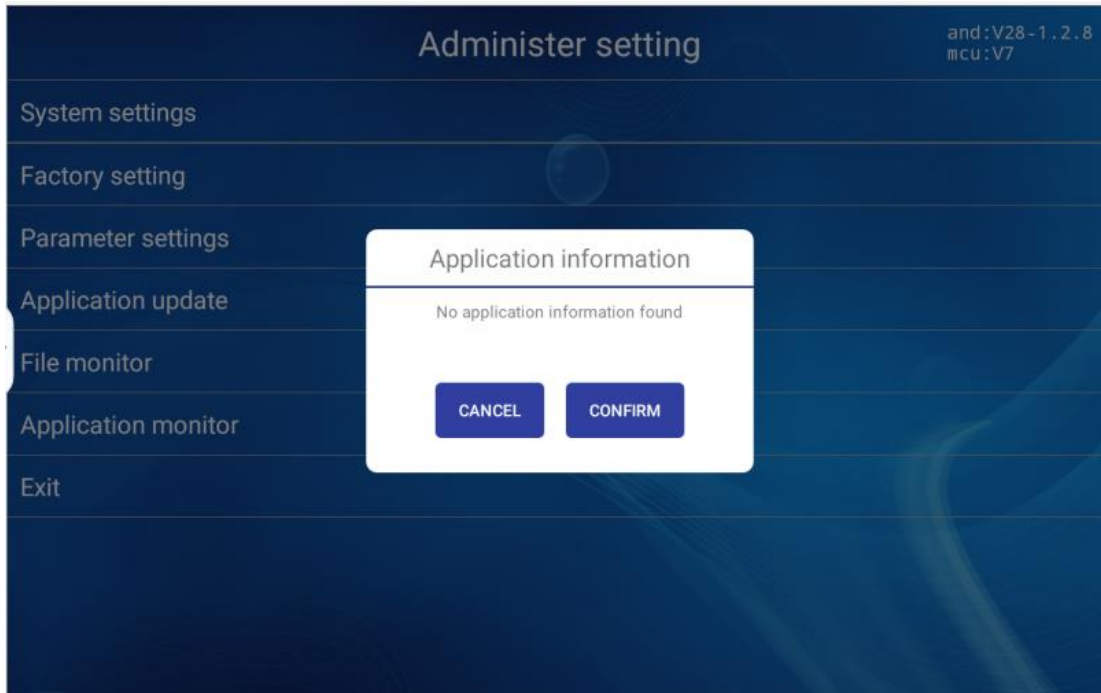 Administer setting
and:V28-1.2.8
mcu:V7
System settings
Factory setting
Parameter settings
Application update
File monitor
Application monitor
Exit
Application information
No application information found
CANCEL
CONFIRM